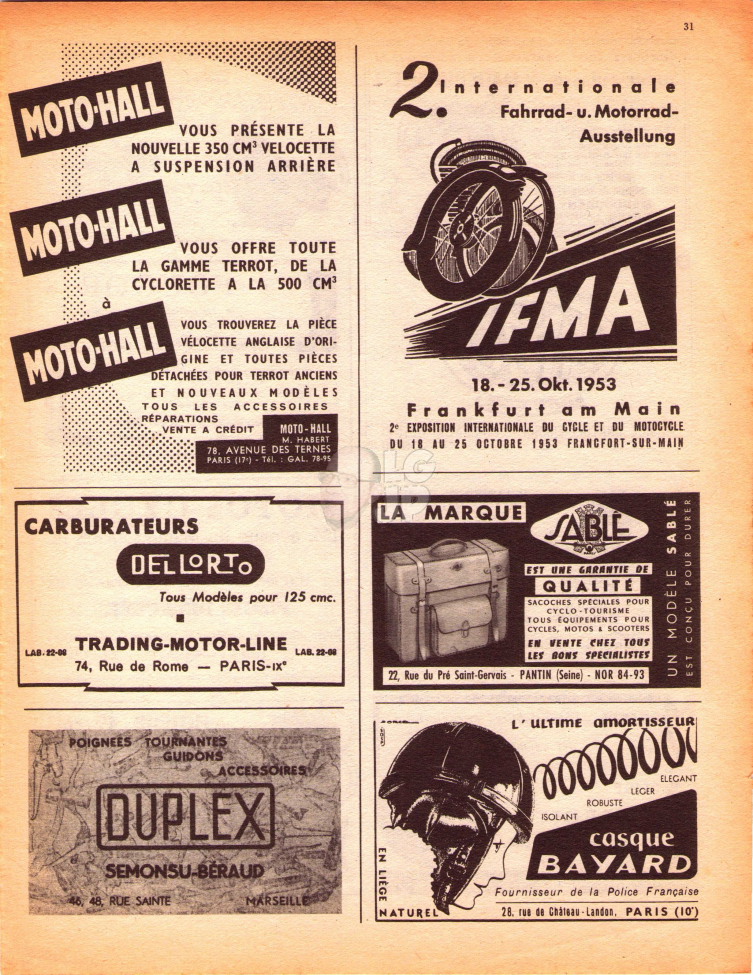 31
MOTO-HALL
VOUS PRÉSENTE LA
NOUVELLE 350 CM³ VELOCETTE
A SUSPENSION ARRIÈRE
MOTO-HALL
VOUS OFFRE TOUTE
LA GAMME TERROT, DE LA
CYCLORETTE A LA 500 CM³
à
MOTO-HALL
VOUS TROUVEREZ LA PIÈCE
VÉLOCETTE ANGLAISE D'ORI-
GINE ET TOUTES PIÈCES
DÉTACHÉES POUR TERROT ANCIENS
ET NOUVEAUX MODÈLES
TOUS LES ACCESSOIRES
RÉPARATIONS
VENTE A CRÉDIT
MOTO-HALL
M. HABERT
78, AVENUE DES TERNES
PARIS (17ᵉ) - Tél. : GAL. 78-95
2. Internationale
Fahrrad- u. Motorrad-
Ausstellung
IFMA
18. - 25. Okt. 1953
Frankfurt am Main
2ᵉ EXPOSITION INTERNATIONALE DU CYCLE ET DU MOTOCYCLE
DU 18 AU 25 OCTOBRE 1953 FRANCFORT-SUR-MAIN
CARBURATEURS
DELLORTO
Tous Modèles pour 125 cmc.
TRADING-MOTOR-LINE
LAB. 22-08
LAB. 22-08
74, Rue de Rome — PARIS-IXᵉ
LA MARQUE
SABLÉ
EST UNE GARANTIE DE
QUALITÉ
SACOCHES SPÉCIALES POUR
CYCLO-TOURISME
TOUS ÉQUIPEMENTS POUR
CYCLES, MOTOS & SCOOTERS
EN VENTE CHEZ TOUS
LES BONS SPÉCIALISTES
22, Rue du Pré Saint-Gervais - PANTIN (Seine) - NOR 84-93
UN MODÈLE SABLÉ
EST CONÇU POUR DURER
POIGNÉES TOURNANTES
GUIDONS
ACCESSOIRES
DUPLEX
SEMONSU-BÉRAUD
46, 48, RUE SAINTE MARSEILLE
L'ULTIME AMORTISSEUR
ELEGANT
LEGER
ROBUSTE
ISOLANT
casque
BAYARD
EN LIÈGE
NATUREL
Fournisseur de la Police Française
28, rue de Château-Landon, PARIS (10ᵉ)